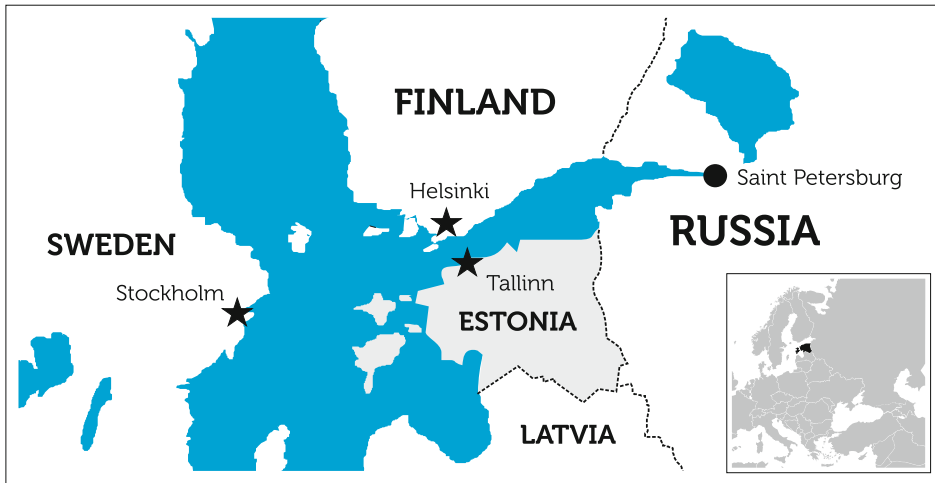 FINLAND
Saint Petersburg
Helsinki
RUSSIA
SWEDEN
Tallinn
Stockholm
ESTONIA
LATVIA